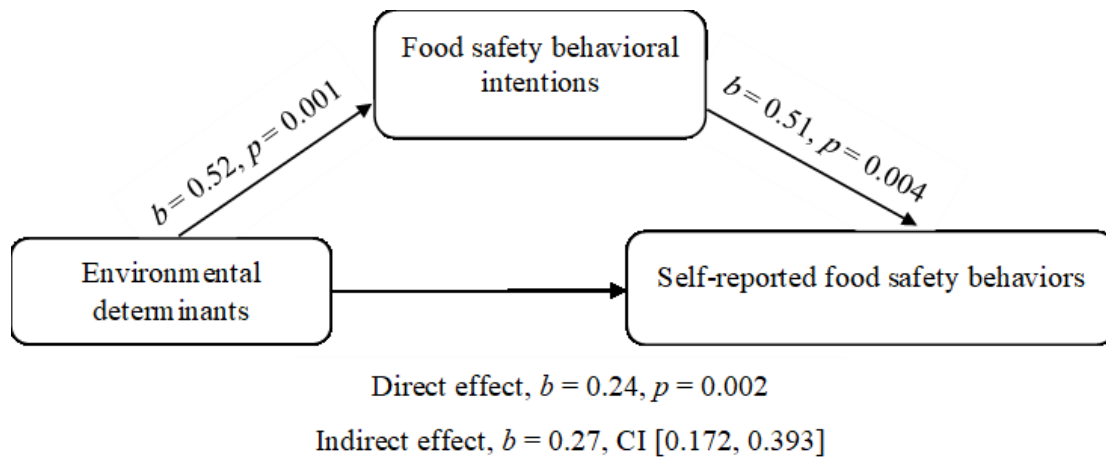 Food safety behavioral
intentions
b = 0.52, p = 0.001
b = 0.51, p = 0.004
Environmental
determinants
Self-reported food safety behaviors
Direct effect, b = 0.24, p = 0.002
Indirect effect, b = 0.27, CI [0.172, 0.393]